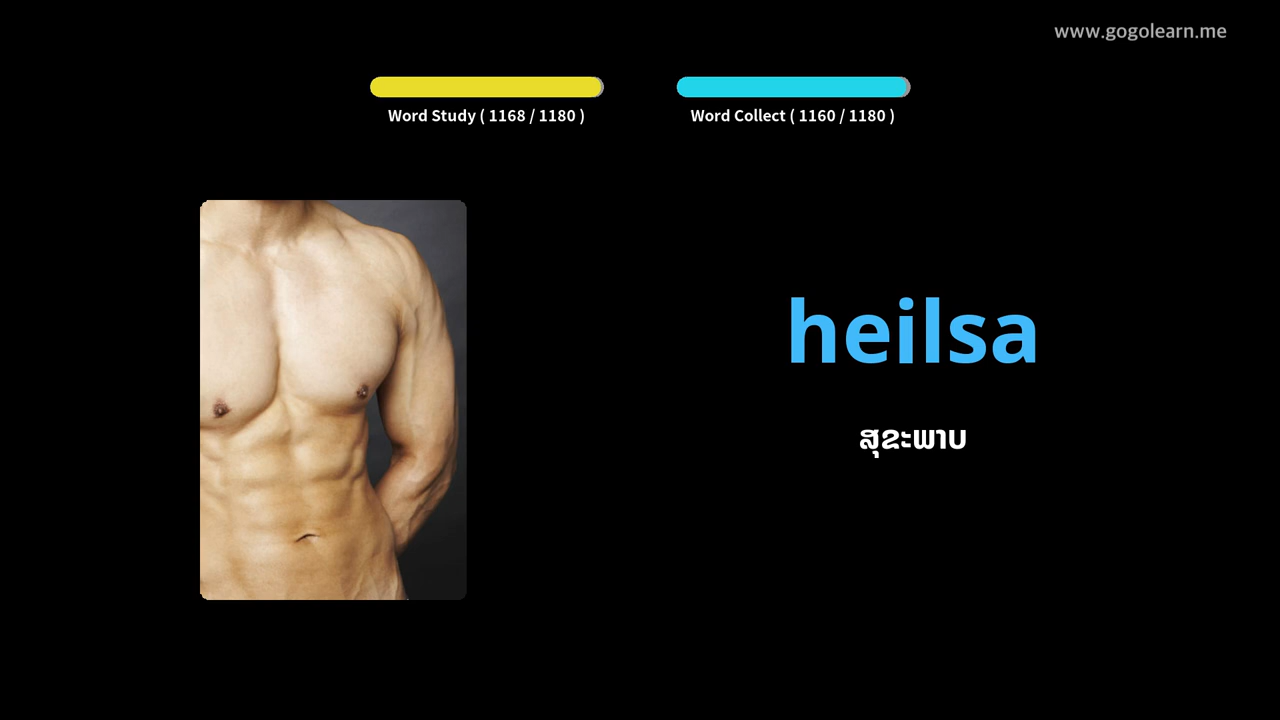 www.gogolearn.me
Word Study ( 1168 / 1180 )
Word Collect ( 1160 / 1180 )
heilsa
ສຸຂະພາບ